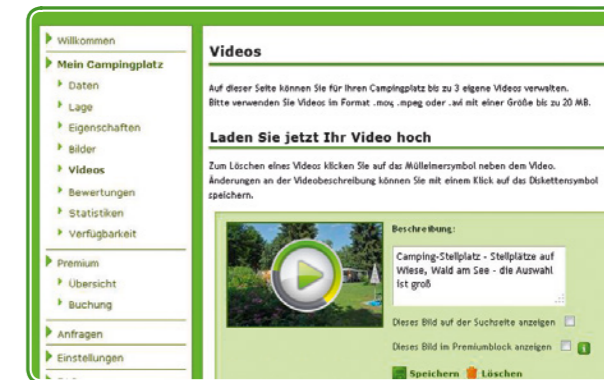 Willkommen
Mein Campingplatz
Daten
Lage
Eigenschaften
Bilder
Videos
Bewertungen
Statistiken
Verfügbarkeit
Premium
Übersicht
Buchung
Anfragen
Einstellungen
Videos
Auf dieser Seite können Sie für Ihren Campingplatz bis zu 3 eigene Videos verwalten.
Bitte verwenden Sie Videos im Format .mov, .mpeg oder .avi mit einer Größe bis zu 20 MB.
Laden Sie jetzt Ihr Video hoch
Zum Löschen eines Videos klicken Sie auf das Mülleimersymbol neben dem Video.
Änderungen an der Videobeschreibung können Sie mit einem Klick auf das Diskettensymbol
speichern.
Beschreibung:
Camping-Stellplatz - Stellplätze auf
Wiese, Wald am See - die Auswahl
ist groß
Dieses Bild auf der Suchseite anzeigen
Dieses Bild im Premiumblock anzeigen
Speichern Löschen